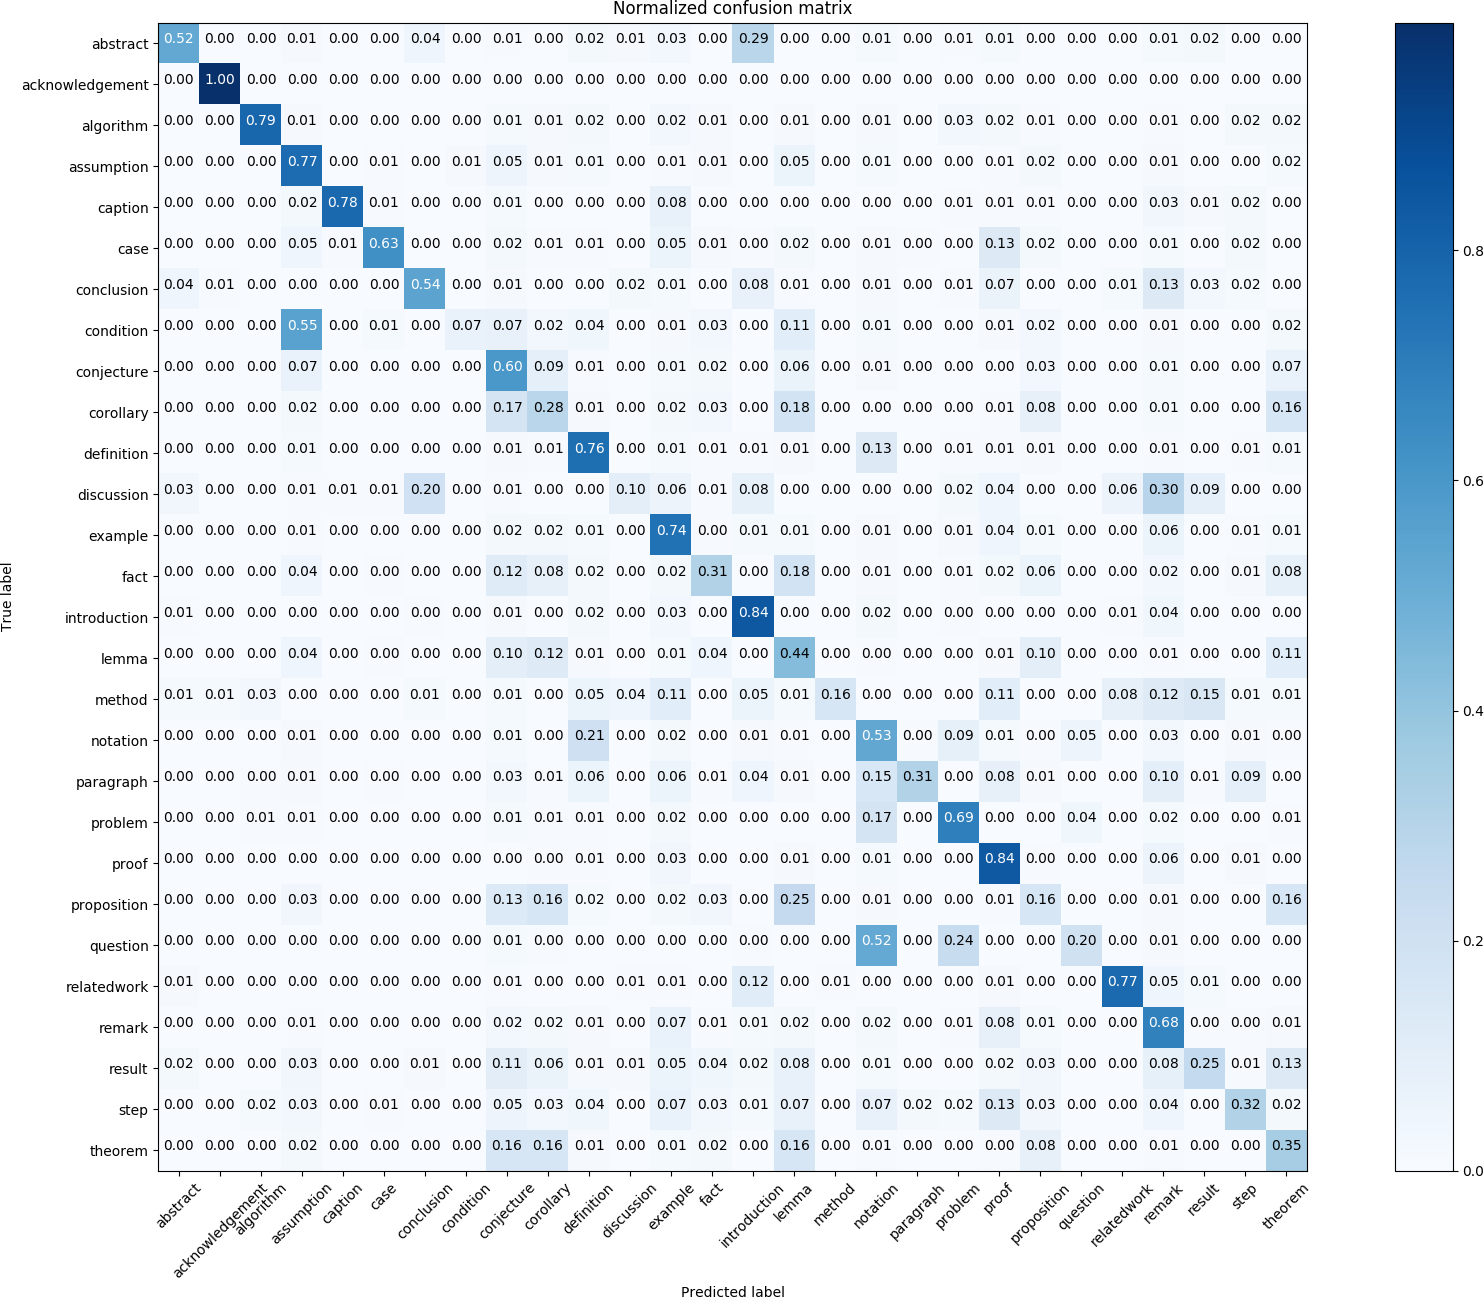 Normalized confusion matrix
abstract 0.52 0.00 0.00 0.01 0.00 0.00 0.04 0.00 0.01 0.00 0.02 0.01 0.03 0.00 0.29 0.00 0.00 0.01 0.00 0.01 0.01 0.00 0.00 0.00 0.01 0.02 0.00 0.00
acknowledgement 0.00 1.00 0.00 0.00 0.00 0.00 0.00 0.00 0.00 0.00 0.00 0.00 0.00 0.00 0.00 0.00 0.00 0.00 0.00 0.00 0.00 0.00 0.00 0.00 0.00 0.00 0.00 0.00
algorithm 0.00 0.00 0.79 0.01 0.00 0.00 0.00 0.00 0.01 0.01 0.02 0.00 0.02 0.01 0.00 0.01 0.00 0.01 0.00 0.03 0.02 0.01 0.00 0.00 0.01 0.00 0.02 0.02
assumption 0.00 0.00 0.00 0.77 0.00 0.01 0.00 0.01 0.05 0.01 0.01 0.00 0.01 0.01 0.00 0.05 0.00 0.01 0.00 0.00 0.01 0.02 0.00 0.00 0.01 0.00 0.00 0.02
caption 0.00 0.00 0.00 0.02 0.78 0.01 0.00 0.00 0.01 0.00 0.00 0.00 0.08 0.00 0.00 0.00 0.00 0.00 0.00 0.01 0.01 0.01 0.00 0.00 0.03 0.01 0.02 0.00
case 0.00 0.00 0.00 0.05 0.01 0.63 0.00 0.00 0.02 0.01 0.01 0.00 0.05 0.01 0.00 0.02 0.00 0.01 0.00 0.00 0.13 0.02 0.00 0.00 0.01 0.00 0.02 0.00
conclusion 0.04 0.01 0.00 0.00 0.00 0.00 0.54 0.00 0.01 0.00 0.00 0.02 0.01 0.00 0.08 0.01 0.00 0.01 0.00 0.01 0.07 0.00 0.00 0.01 0.13 0.03 0.02 0.00
condition 0.00 0.00 0.00 0.55 0.00 0.01 0.00 0.07 0.07 0.02 0.04 0.00 0.01 0.03 0.00 0.11 0.00 0.01 0.00 0.00 0.01 0.02 0.00 0.00 0.01 0.00 0.00 0.02
conjecture 0.00 0.00 0.00 0.07 0.00 0.00 0.00 0.00 0.60 0.09 0.01 0.00 0.01 0.02 0.00 0.06 0.00 0.01 0.00 0.00 0.00 0.03 0.00 0.00 0.01 0.00 0.00 0.07
corollary 0.00 0.00 0.00 0.02 0.00 0.00 0.00 0.00 0.17 0.28 0.01 0.00 0.02 0.03 0.00 0.18 0.00 0.00 0.00 0.00 0.01 0.08 0.00 0.00 0.01 0.00 0.00 0.16
definition 0.00 0.00 0.00 0.01 0.00 0.00 0.00 0.00 0.01 0.01 0.76 0.00 0.01 0.01 0.01 0.01 0.00 0.13 0.00 0.01 0.01 0.01 0.00 0.00 0.01 0.00 0.01 0.01
discussion 0.03 0.00 0.00 0.01 0.01 0.01 0.20 0.00 0.01 0.00 0.00 0.10 0.06 0.01 0.08 0.00 0.00 0.00 0.00 0.02 0.04 0.00 0.00 0.06 0.30 0.09 0.00 0.00
example 0.00 0.00 0.00 0.01 0.00 0.00 0.00 0.00 0.02 0.02 0.01 0.00 0.74 0.00 0.01 0.01 0.00 0.01 0.00 0.01 0.04 0.01 0.00 0.00 0.06 0.00 0.01 0.01
fact 0.00 0.00 0.00 0.04 0.00 0.00 0.00 0.00 0.12 0.08 0.02 0.00 0.02 0.31 0.00 0.18 0.00 0.01 0.00 0.01 0.02 0.06 0.00 0.00 0.02 0.00 0.01 0.08
introduction 0.01 0.00 0.00 0.00 0.00 0.00 0.00 0.00 0.01 0.00 0.02 0.00 0.03 0.00 0.84 0.00 0.00 0.02 0.00 0.00 0.00 0.00 0.00 0.01 0.04 0.00 0.00 0.00
lemma 0.00 0.00 0.00 0.04 0.00 0.00 0.00 0.00 0.10 0.12 0.01 0.00 0.01 0.04 0.00 0.44 0.00 0.00 0.00 0.00 0.01 0.10 0.00 0.00 0.01 0.00 0.00 0.11
method 0.01 0.01 0.03 0.00 0.00 0.00 0.01 0.00 0.01 0.00 0.05 0.04 0.11 0.00 0.05 0.01 0.16 0.00 0.00 0.00 0.11 0.00 0.00 0.08 0.12 0.15 0.01 0.01
notation 0.00 0.00 0.00 0.01 0.00 0.00 0.00 0.00 0.01 0.00 0.21 0.00 0.02 0.00 0.01 0.01 0.00 0.53 0.00 0.09 0.01 0.00 0.05 0.00 0.03 0.00 0.01 0.00
paragraph 0.00 0.00 0.00 0.01 0.00 0.00 0.00 0.00 0.03 0.01 0.06 0.00 0.06 0.01 0.04 0.01 0.00 0.15 0.31 0.00 0.08 0.01 0.00 0.00 0.10 0.01 0.09 0.00
problem 0.00 0.00 0.01 0.01 0.00 0.00 0.00 0.00 0.01 0.01 0.01 0.00 0.02 0.00 0.00 0.00 0.00 0.17 0.00 0.69 0.00 0.00 0.04 0.00 0.02 0.00 0.00 0.01
proof 0.00 0.00 0.00 0.00 0.00 0.00 0.00 0.00 0.00 0.00 0.01 0.00 0.03 0.00 0.00 0.01 0.00 0.01 0.00 0.00 0.84 0.00 0.00 0.00 0.06 0.00 0.01 0.00
proposition 0.00 0.00 0.00 0.03 0.00 0.00 0.00 0.00 0.13 0.16 0.02 0.00 0.02 0.03 0.00 0.25 0.00 0.01 0.00 0.00 0.01 0.16 0.00 0.00 0.01 0.00 0.00 0.16
question 0.00 0.00 0.00 0.00 0.00 0.00 0.00 0.00 0.01 0.00 0.00 0.00 0.00 0.00 0.00 0.00 0.00 0.52 0.00 0.24 0.00 0.00 0.20 0.00 0.01 0.00 0.00 0.00
relatedwork 0.01 0.00 0.00 0.00 0.00 0.00 0.00 0.00 0.01 0.00 0.00 0.01 0.01 0.00 0.12 0.00 0.01 0.00 0.00 0.00 0.01 0.00 0.00 0.77 0.05 0.01 0.00 0.00
remark 0.00 0.00 0.00 0.01 0.00 0.00 0.00 0.00 0.02 0.02 0.01 0.00 0.07 0.01 0.01 0.02 0.00 0.02 0.00 0.01 0.08 0.01 0.00 0.00 0.68 0.00 0.00 0.01
result 0.02 0.00 0.00 0.03 0.00 0.00 0.01 0.00 0.11 0.06 0.01 0.01 0.05 0.04 0.02 0.08 0.00 0.01 0.00 0.00 0.02 0.03 0.00 0.00 0.08 0.25 0.01 0.13
step 0.00 0.00 0.02 0.03 0.00 0.01 0.00 0.00 0.05 0.03 0.04 0.00 0.07 0.03 0.01 0.07 0.00 0.07 0.02 0.02 0.13 0.03 0.00 0.00 0.04 0.00 0.32 0.02
theorem 0.00 0.00 0.00 0.02 0.00 0.00 0.00 0.00 0.16 0.16 0.01 0.00 0.01 0.02 0.00 0.16 0.00 0.01 0.00 0.00 0.00 0.08 0.00 0.00 0.01 0.00 0.00 0.35
True label
abstract acknowledgement algorithm assumption caption case conclusion condition conjecture corollary definition discussion example fact introduction lemma method notation paragraph problem proof proposition question relatedwork remark result step theorem
Predicted label
0.8
0.6
0.4
0.2
0.0